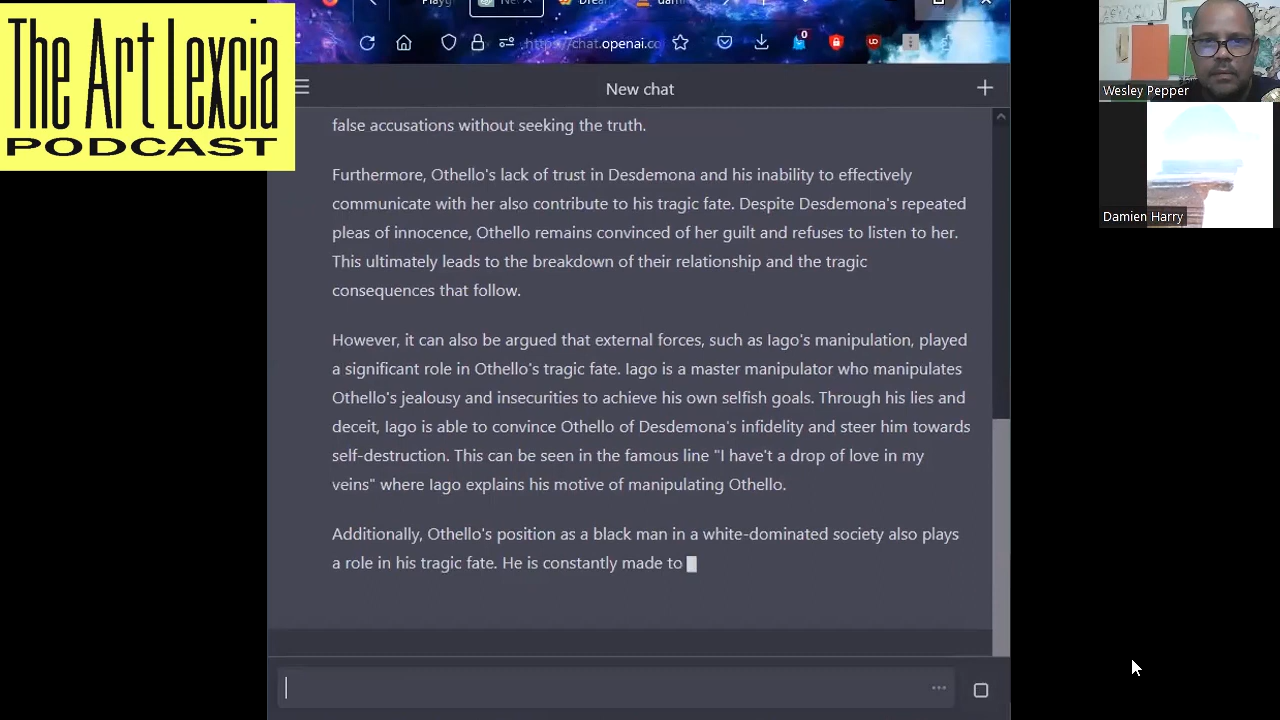 The Art Lexcia
PODCAST
https://chat.openai.co
0
New chat
false accusations without seeking the truth.
Furthermore, Othello's lack of trust in Desdemona and his inability to effectively
communicate with her also contribute to his tragic fate. Despite Desdemona's repeated
pleas of innocence, Othello remains convinced of her guilt and refuses to listen to her.
This ultimately leads to the breakdown of their relationship and the tragic
consequences that follow.
However, it can also be argued that external forces, such as Iago's manipulation, played
a significant role in Othello's tragic fate. Iago is a master manipulator who manipulates
Othello's jealousy and insecurities to achieve his own selfish goals. Through his lies and
deceit, Iago is able to convince Othello of Desdemona's infidelity and steer him towards
self-destruction. This can be seen in the famous line "I have't a drop of love in my
veins" where Iago explains his motive of manipulating Othello.
Additionally, Othello's position as a black man in a white-dominated society also plays
a role in his tragic fate. He is constantly made to
Wesley Pepper
Damien Harry